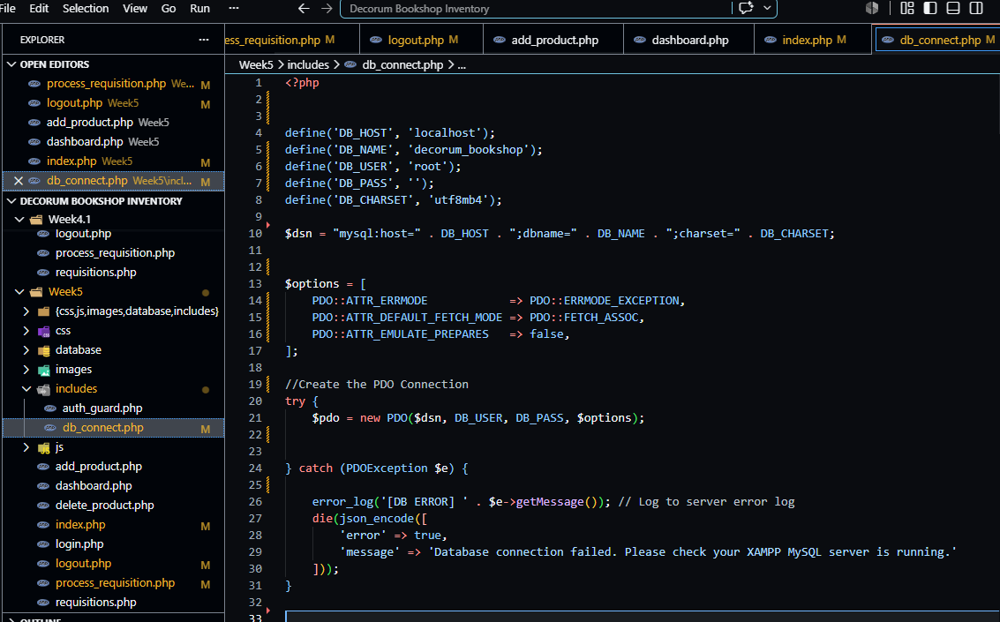 File Edit Selection View Go Run ··· Decorum Bookshop Inventory
EXPLORER ···
ess_requisition.php M logout.php M add_product.php dashboard.php index.php M db_connect.php M
OPEN EDITORS
process_requisition.php We... M
logout.php Week5 M
add_product.php Week5
dashboard.php Week5
index.php Week5 M
db_connect.php Week5\incl... M
DECORUM BOOKSHOP INVENTORY
Week4.1
logout.php
process_requisition.php
requisitions.php
Week5
{css,js,images,database,includes}
css
database
images
includes
auth_guard.php
db_connect.php M
js
add_product.php
dashboard.php
delete_product.php
index.php M
login.php
logout.php M
process_requisition.php M
requisitions.php
OUTLINE
Week5 > includes > db_connect.php > ...
1 <?php
2
3
4 define('DB_HOST', 'localhost');
5 define('DB_NAME', 'decorum_bookshop');
6 define('DB_USER', 'root');
7 define('DB_PASS', '');
8 define('DB_CHARSET', 'utf8mb4');
9
10 $dsn = "mysql:host=" . DB_HOST . ";dbname=" . DB_NAME . ";charset=" . DB_CHARSET;
11
12
13 $options = [
14     PDO::ATTR_ERRMODE            => PDO::ERRMODE_EXCEPTION,
15     PDO::ATTR_DEFAULT_FETCH_MODE => PDO::FETCH_ASSOC,
16     PDO::ATTR_EMULATE_PREPARES   => false,
17 ];
18
19 //Create the PDO Connection
20 try {
21     $pdo = new PDO($dsn, DB_USER, DB_PASS, $options);
22
23
24 } catch (PDOException $e) {
25
26     error_log('[DB ERROR] ' . $e->getMessage()); // Log to server error log
27     die(json_encode([
28         'error' => true,
29         'message' => 'Database connection failed. Please check your XAMPP MySQL server is running.'
30     ]));
31 }
32
33